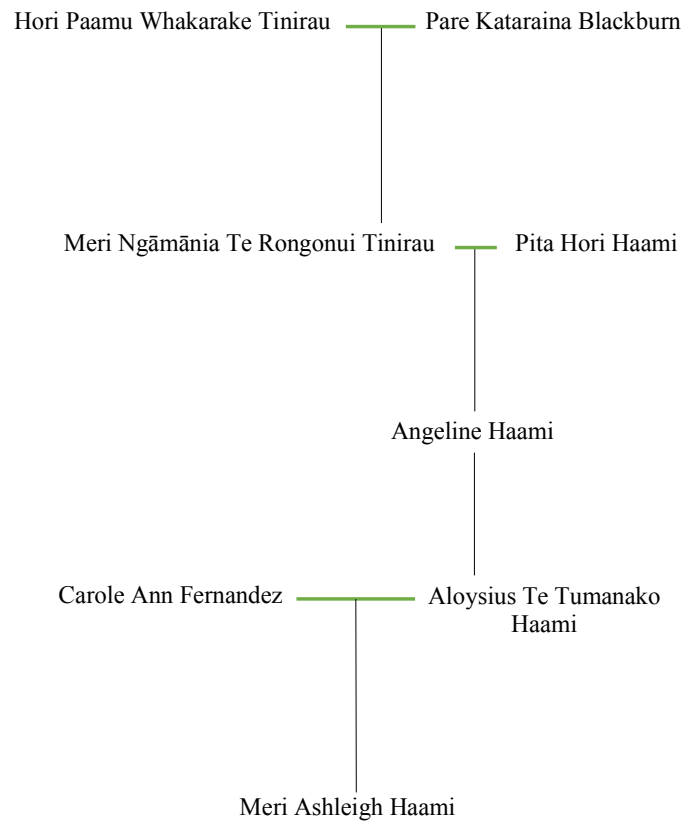 Hori Paamu Whakarake Tinirau
Pare Kataraina Blackburn
Meri Ngāmānia Te Rongonui Tinirau
Pita Hori Haami
Angeline Haami
Carole Ann Fernandez
Aloysius Te Tumanako
Haami
Meri Ashleigh Haami